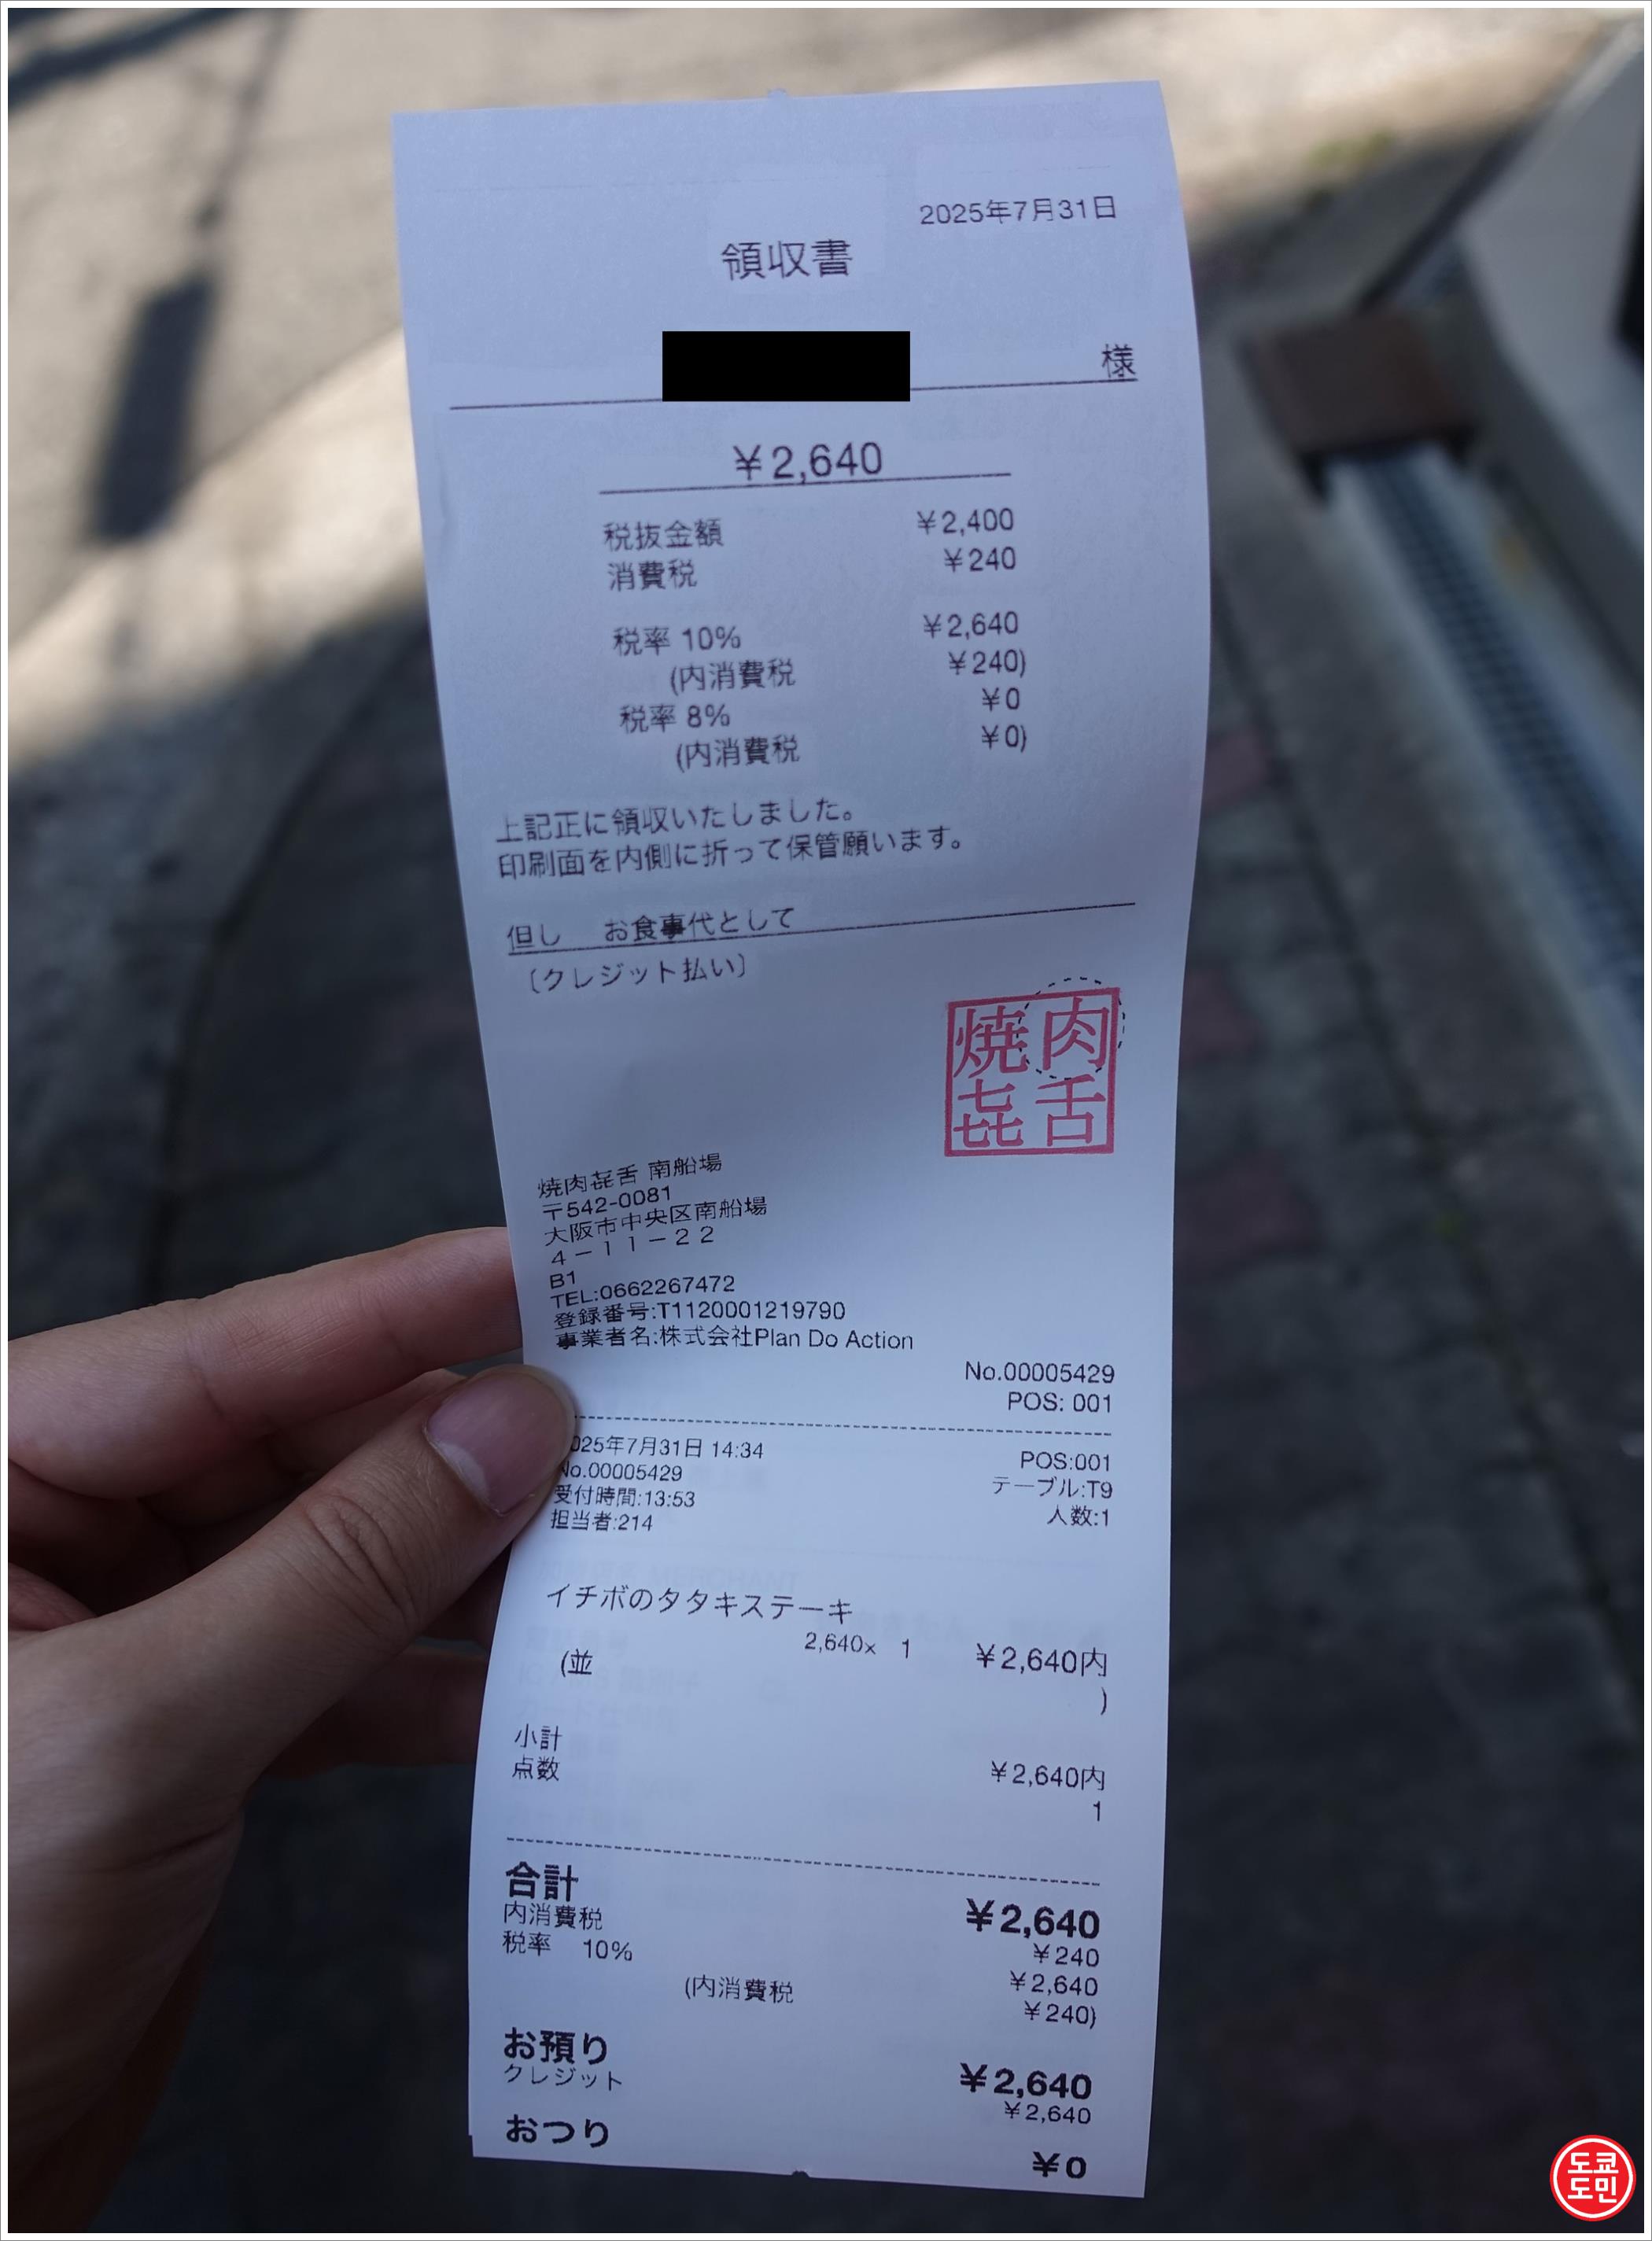 2025年7月31日
領収書
様
¥2,640
税抜金額 ¥2,400
消費税 ¥240
税率 10% ¥2,640
(内消費税 ¥240)
税率 8% ¥0
(内消費税 ¥0)
上記正に領収いたしました。
印刷面を内側に折って保管願います。
但し お食事代として
〔クレジット払い〕
焼肉
㐂舌
焼肉㐂舌 南船場
〒542-0081
大阪市中央区南船場
4－11－22
B1
TEL:0662267472
登録番号:T1120001219790
事業者名:株式会社Plan Do Action
No.00005429
POS: 001
025年7月31日 14:34 POS:001
No.00005429 テーブル:T9
受付時間:13:53 人数:1
担当者:214
イチボのタタキステーキ
2,640× 1 ¥2,640内
(並 )
小計 ¥2,640内
点数 1
合計 ¥2,640
内消費税 ¥240
税率 10% ¥2,640
(内消費税 ¥240)
お預り ¥2,640
クレジット ¥2,640
おつり ¥0
도쿄
도민